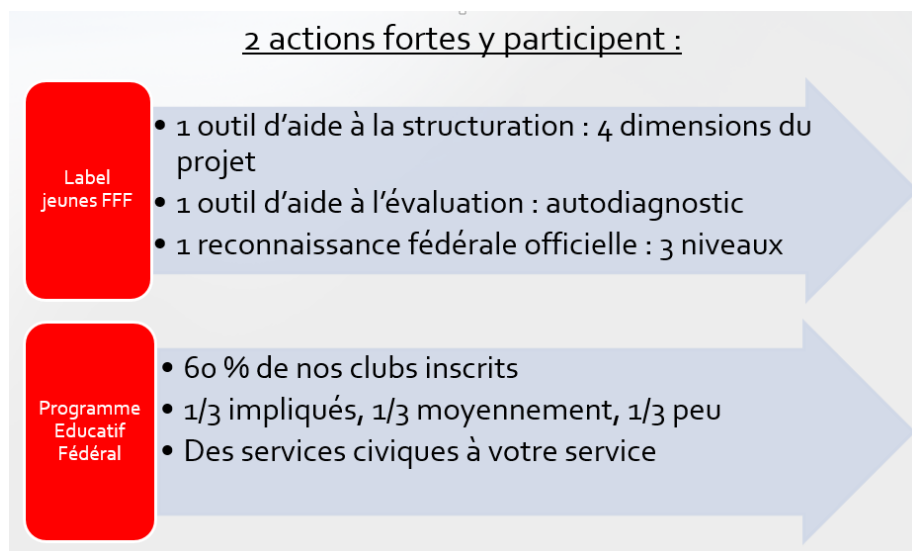 2 actions fortes y participent :
Label
jeunes FFF
• 1 outil d'aide à la structuration : 4 dimensions du
projet
• 1 outil d'aide à l'évaluation : autodiagnostic
• 1 reconnaissance fédérale officielle : 3 niveaux
Programme
Educatif
Fédéral
• 60 % de nos clubs inscrits
• 1/3 impliqués, 1/3 moyennement, 1/3 peu
• Des services civiques à votre service